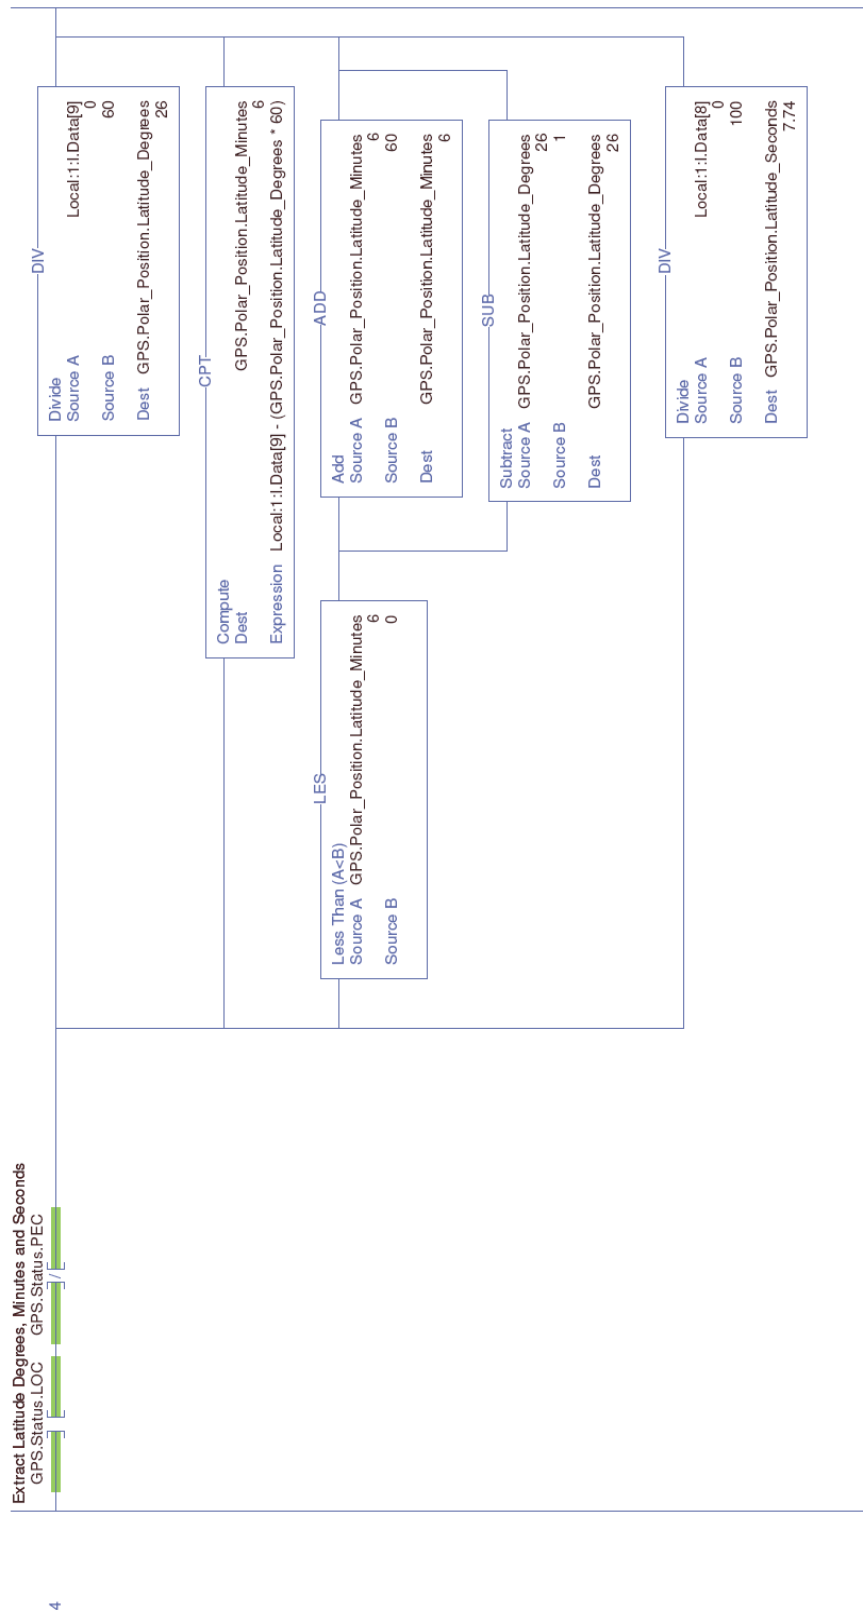 4
Extract Latitude Degrees, Minutes and Seconds
GPS.Status.LOC GPS.Status.PEC
/
DIV
Divide
Source A Local:1:I.Data[9]
0
Source B 60
Dest GPS.Polar_Position.Latitude_Degrees
26
CPT
Compute
Dest GPS.Polar_Position.Latitude_Minutes
6
Expression Local:1:I.Data[9] - (GPS.Polar_Position.Latitude_Degrees * 60)
LES
Less Than (A<B)
Source A GPS.Polar_Position.Latitude_Minutes
6
Source B 0
ADD
Add
Source A GPS.Polar_Position.Latitude_Minutes
6
Source B 60
Dest GPS.Polar_Position.Latitude_Minutes
6
SUB
Subtract
Source A GPS.Polar_Position.Latitude_Degrees
26
Source B 1
Dest GPS.Polar_Position.Latitude_Degrees
26
DIV
Divide
Source A Local:1:I.Data[8]
0
Source B 100
Dest GPS.Polar_Position.Latitude_Seconds
7.74